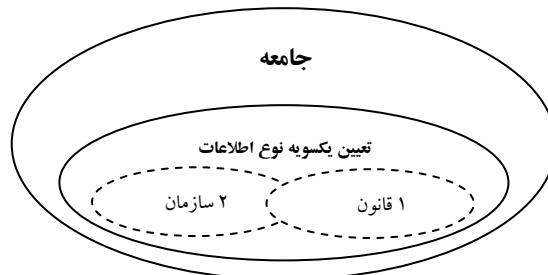 جامعه
تعیین یکسویه نوع اطلاعات
۱ قانون
۲ سازمان